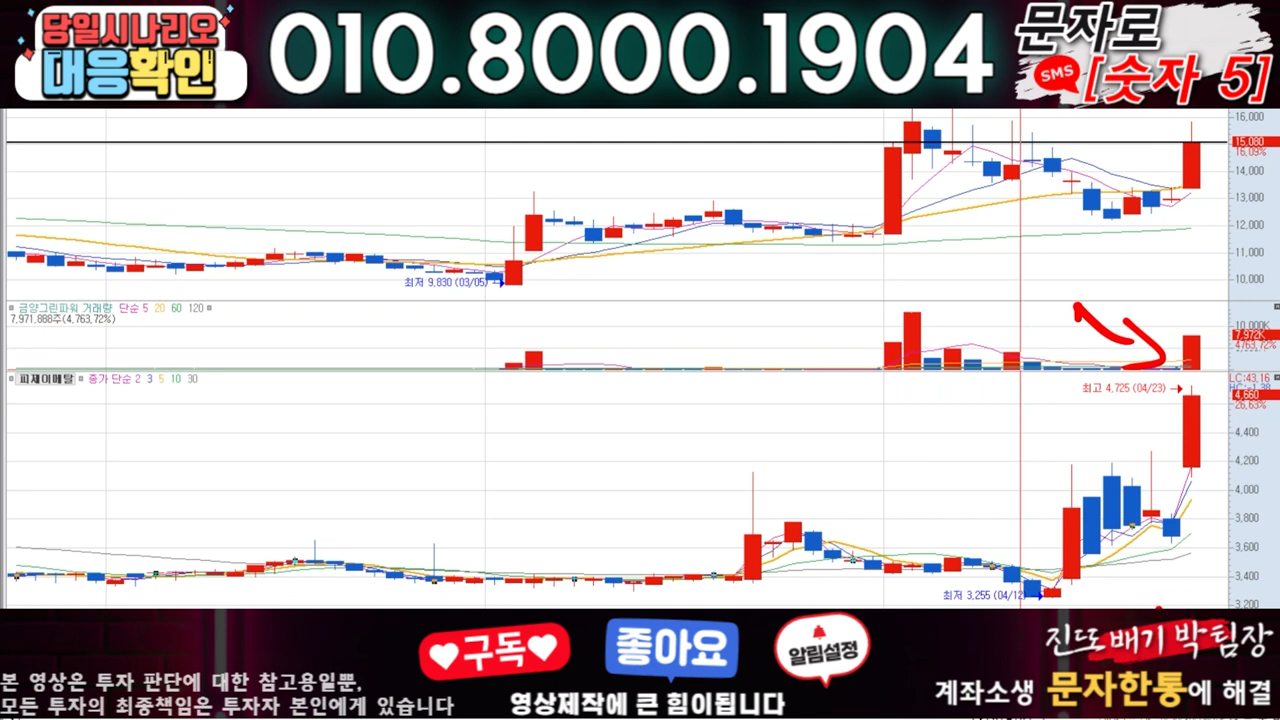 당일시나리오
대응확인
010.8000.1904
문자로
SMS
[숫자 5]
16,000
15,080
16,09%
14,000
13,000
12,000
11,000
10,000
최저 9,830 (03/05)
금양그린파워 거래량 단순 5 20 60 120
7,971,888주(4,763,72%)
10,000K
7,972K
4763,72%
피제이메탈 종가 단순 2 3 5 10 30
LC:43,16
HC:-1,38
최고 4,725 (04/23)
4,660
26,63%
4,400
4,200
4,000
3,800
3,600
3,400
3,200
최저 3,255 (04/12)
구독
좋아요
알림설정
진또배기 박팀장
본 영상은 투자 판단에 대한 참고용일뿐,
모든 투자의 최종책임은 투자자 본인에게 있습니다
영상제작에 큰 힘이됩니다
계좌소생 문자한통에 해결